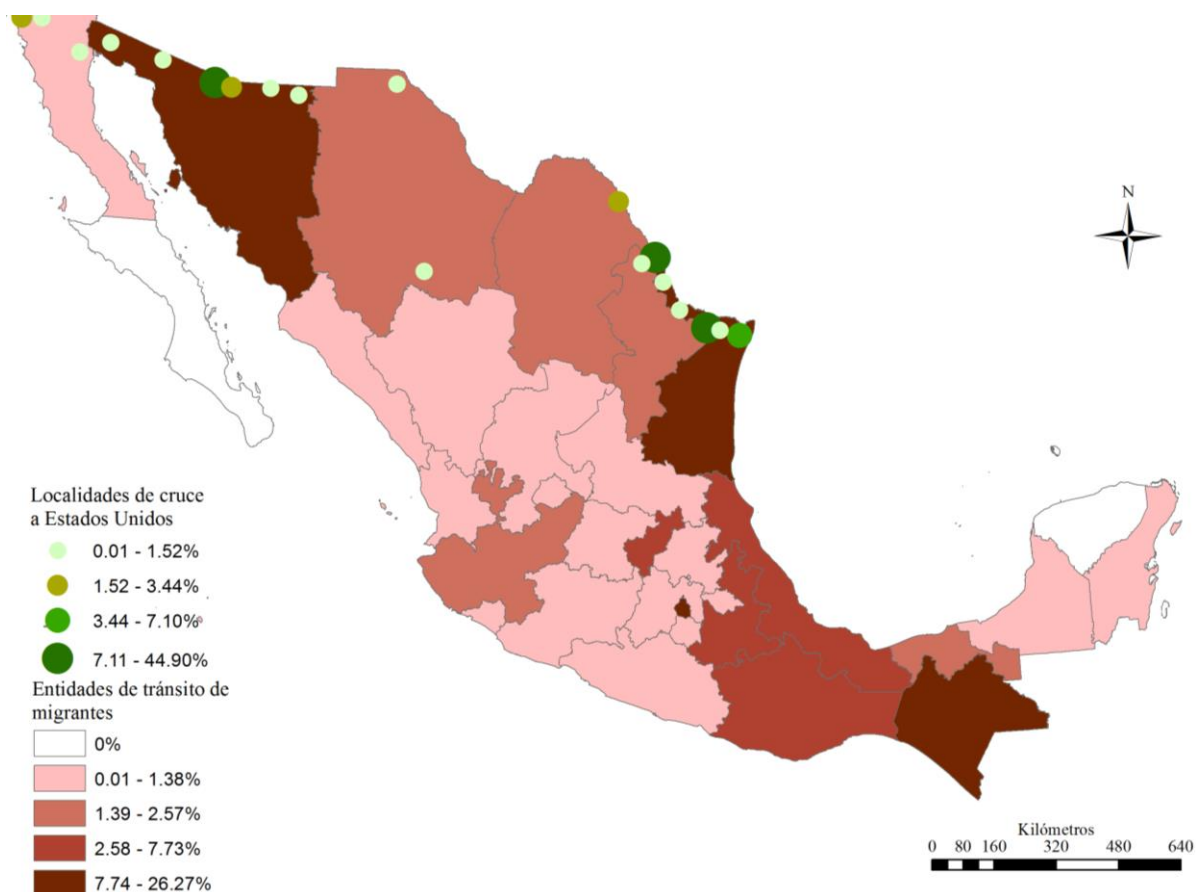 N
Localidades de cruce
a Estados Unidos
0.01 - 1.52%
1.52 - 3.44%
3.44 - 7.10%
7.11 - 44.90%
Entidades de tránsito de
migrantes
0%
0.01 - 1.38%
1.39 - 2.57%
2.58 - 7.73%
7.74 - 26.27%
Kilómetros
0 80 160 320 480 640